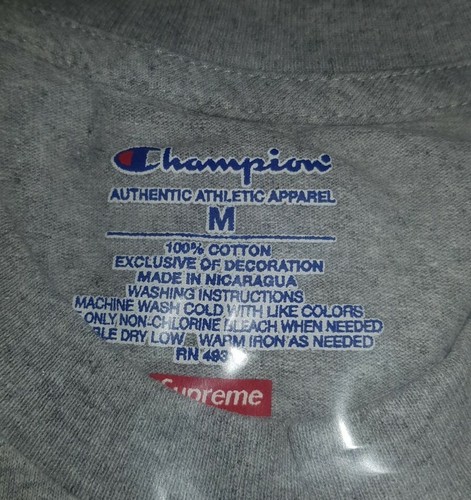 Champion
AUTHENTIC ATHLETIC APPAREL
M
100% COTTON
EXCLUSIVE OF DECORATION
MADE IN NICARAGUA
WASHING INSTRUCTIONS
MACHINE WASH COLD WITH LIKE COLORS
ONLY NON-CHLORINE BLEACH WHEN NEEDED
DRY LOW WARM IRON AS NEEDED
RN
Supreme